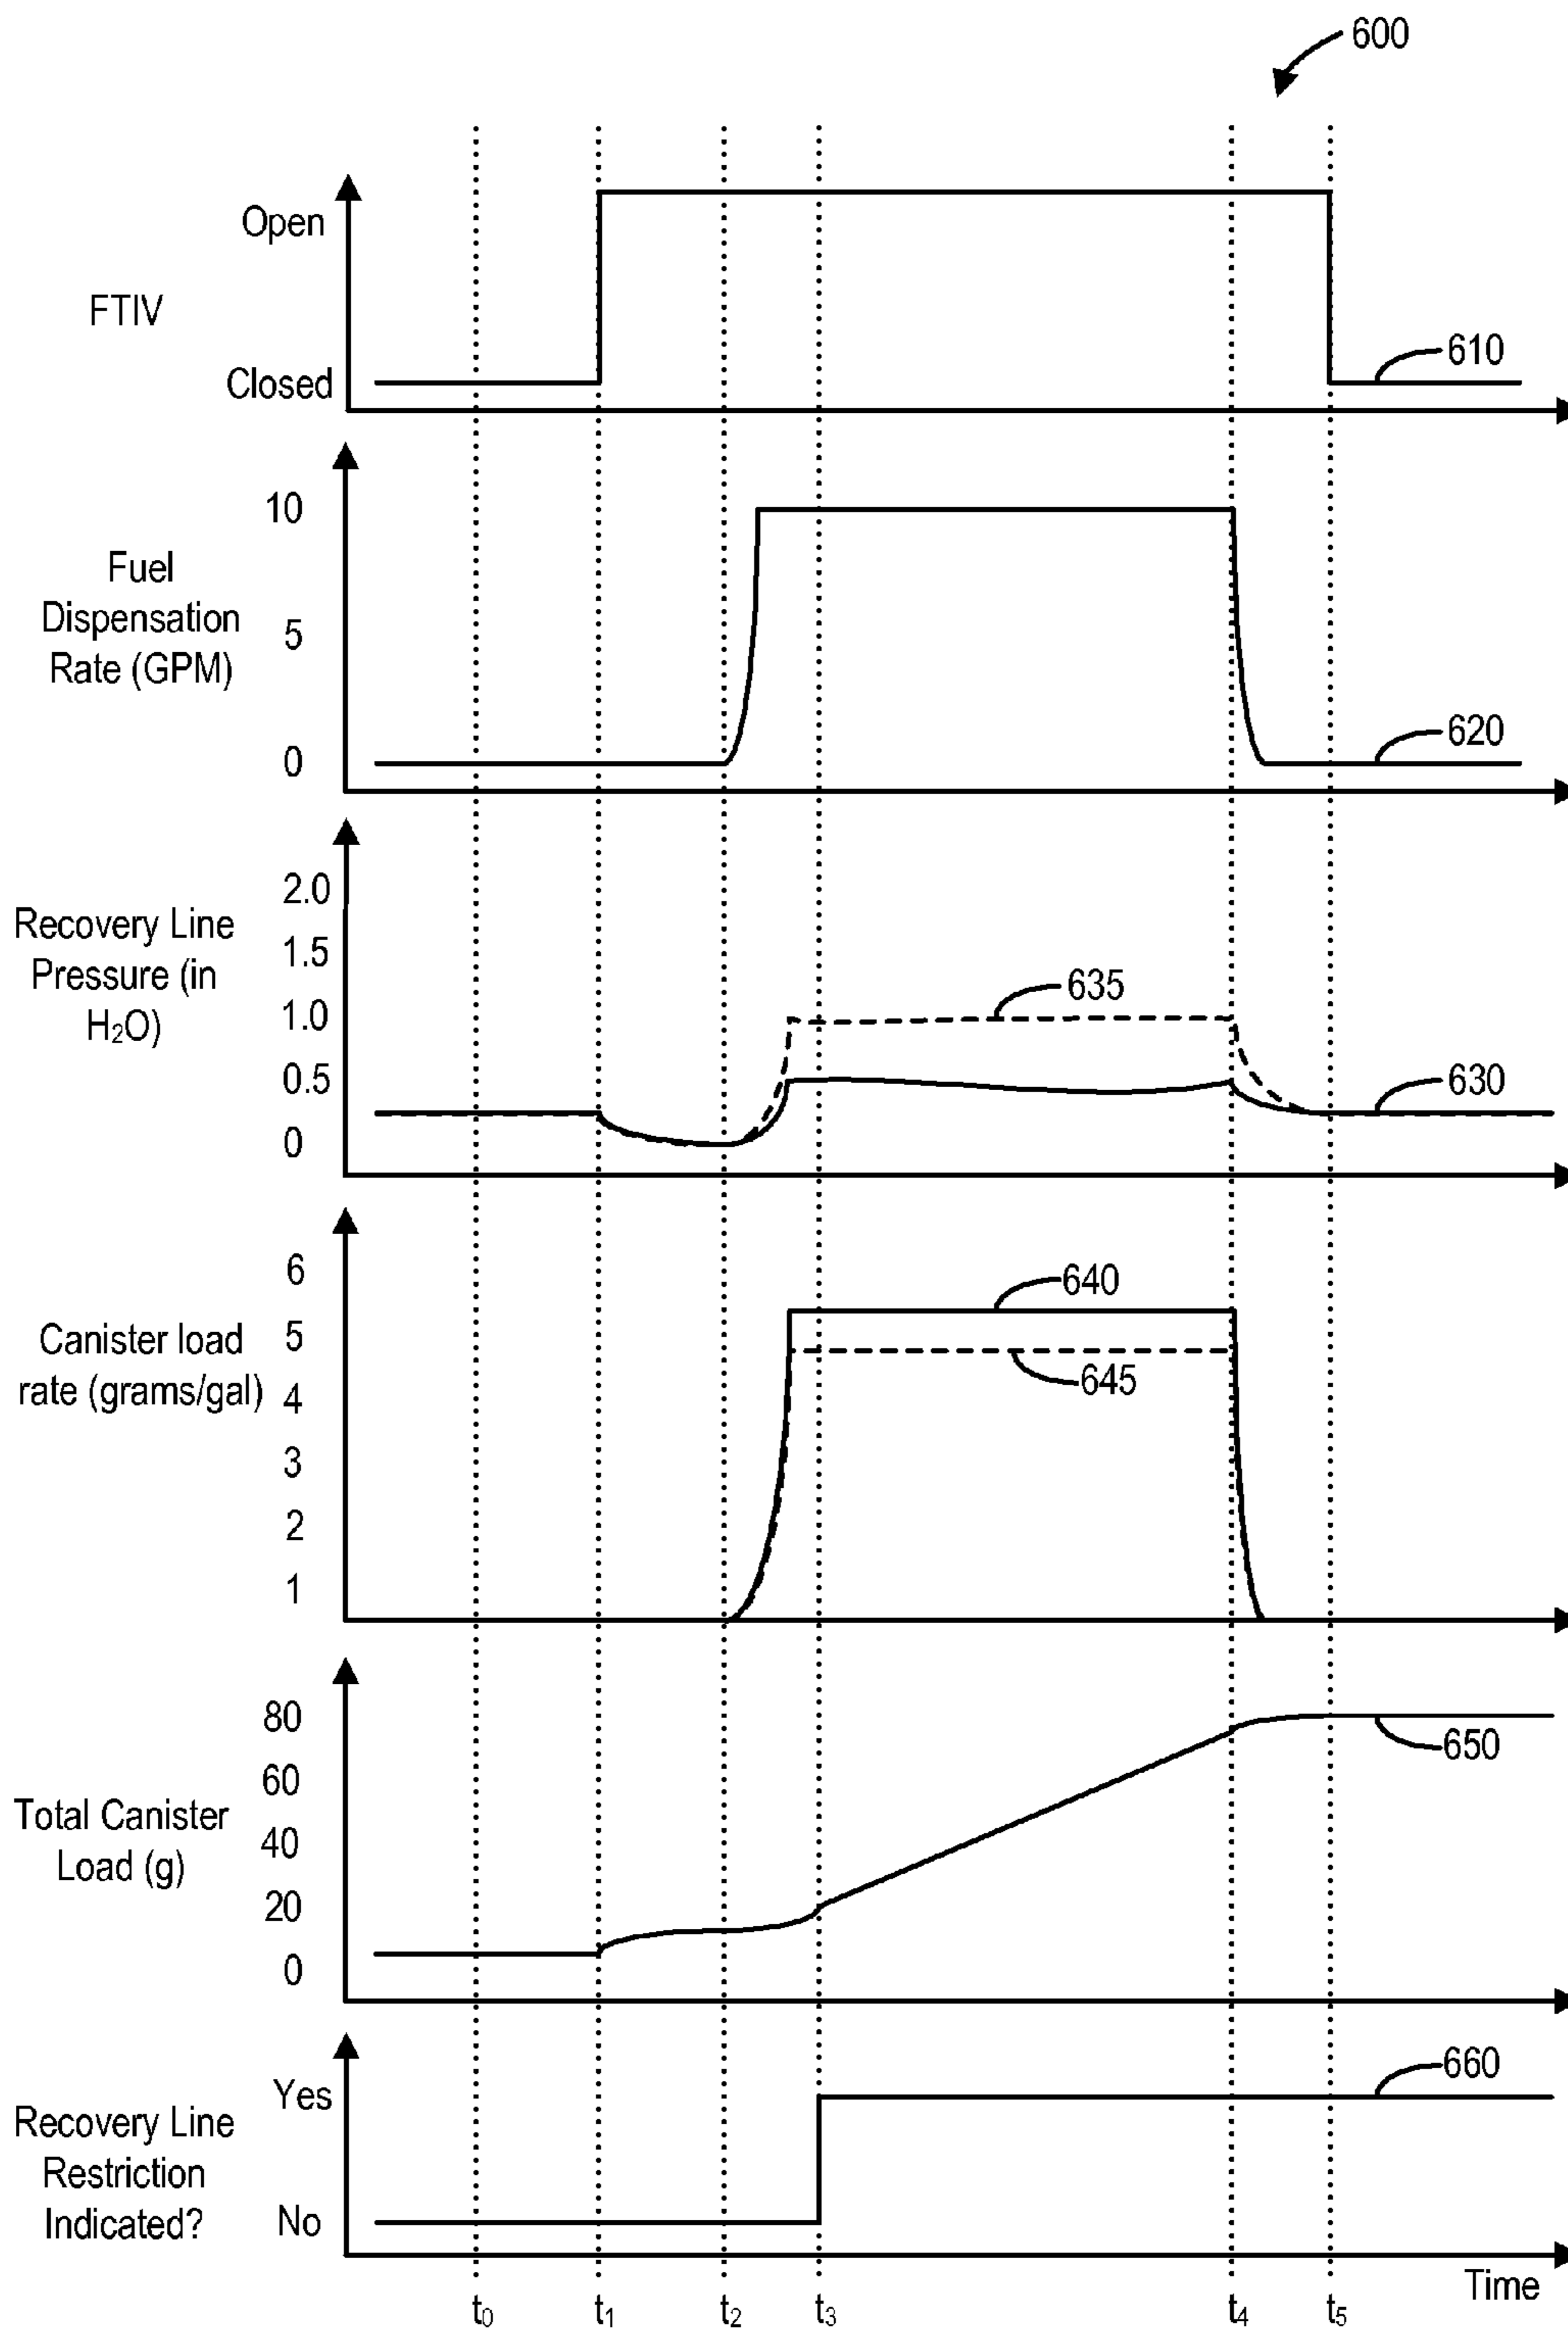 600
Open
FTIV
Closed
610
10
Fuel
Dispensation
Rate (GPM)
5
0
620
2.0
Recovery Line
Pressure (in
H₂O)
1.5
1.0
0.5
0
635
630
6
Canister load
rate (grams/gal)
5
4
3
2
1
640
645
80
60
Total Canister
Load (g)
40
20
0
650
Yes
Recovery Line
Restriction
Indicated?
No
660
Time
t₀ t₁ t₂ t₃ t₄ t₅